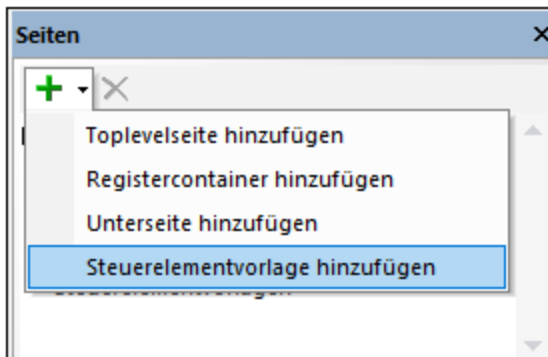 Seiten
Toplevelseite hinzufügen
Registercontainer hinzufügen
Unterseite hinzufügen
Steuerelementvorlage hinzufügen